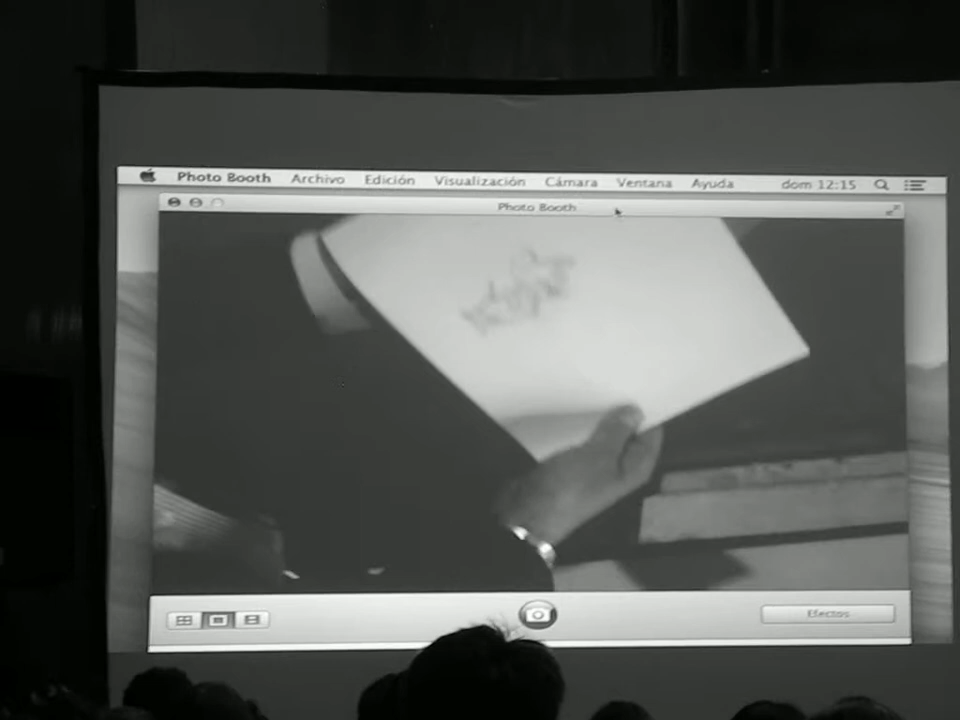 Photo Booth Archivo Edición Visualización Cámara Ventana Ayuda dom 12:15
Photo Booth
Efectos